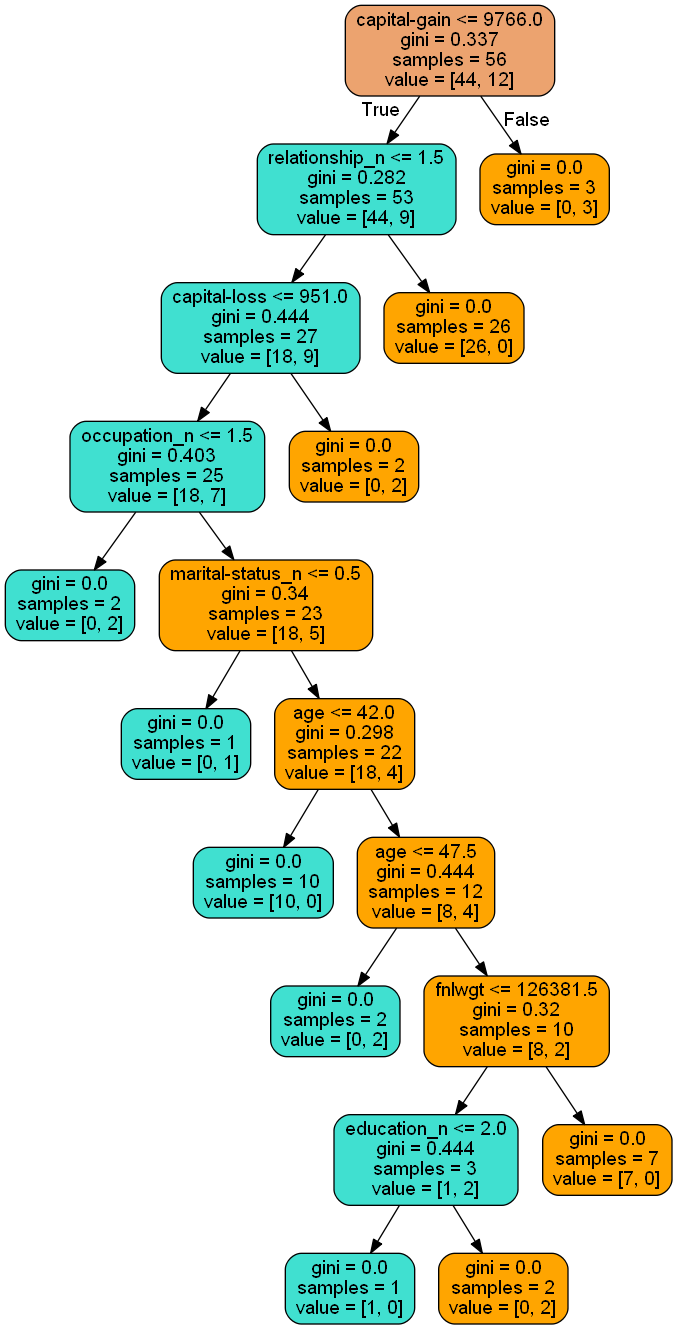 capital-gain <= 9766.0
gini = 0.337
samples = 56
value = [44, 12]
True
False
relationship_n <= 1.5
gini = 0.282
samples = 53
value = [44, 9]
gini = 0.0
samples = 3
value = [0, 3]
capital-loss <= 951.0
gini = 0.444
samples = 27
value = [18, 9]
gini = 0.0
samples = 26
value = [26, 0]
occupation_n <= 1.5
gini = 0.403
samples = 25
value = [18, 7]
gini = 0.0
samples = 2
value = [0, 2]
gini = 0.0
samples = 2
value = [0, 2]
marital-status_n <= 0.5
gini = 0.34
samples = 23
value = [18, 5]
gini = 0.0
samples = 1
value = [0, 1]
age <= 42.0
gini = 0.298
samples = 22
value = [18, 4]
gini = 0.0
samples = 10
value = [10, 0]
age <= 47.5
gini = 0.444
samples = 12
value = [8, 4]
gini = 0.0
samples = 2
value = [0, 2]
fnlwgt <= 126381.5
gini = 0.32
samples = 10
value = [8, 2]
education_n <= 2.0
gini = 0.444
samples = 3
value = [1, 2]
gini = 0.0
samples = 7
value = [7, 0]
gini = 0.0
samples = 1
value = [1, 0]
gini = 0.0
samples = 2
value = [0, 2]